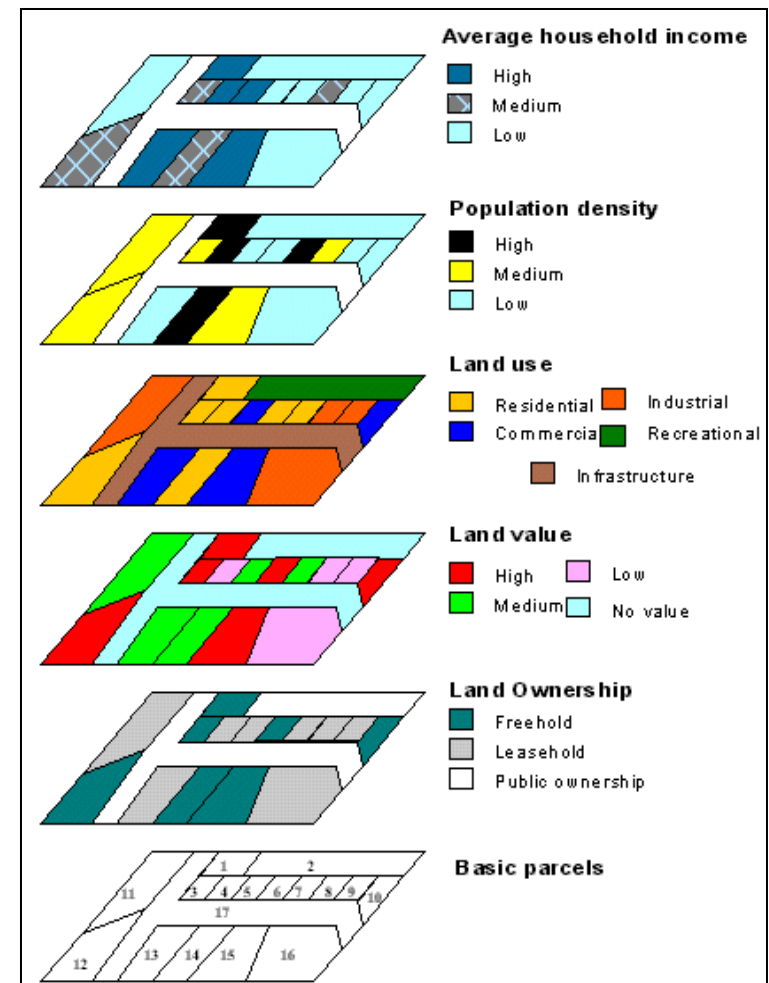 Average household income
High
Medium
Low
Population density
High
Medium
Low
Land use
Residential Industrial
Commercia Recreational
Infrastructure
Land value
High Low
Medium No value
Land Ownership
Freehold
Leasehold
Public ownership
Basic parcels
1 2
11 3 4 5 6 7 8 9 10
17
12 13 14 15 16